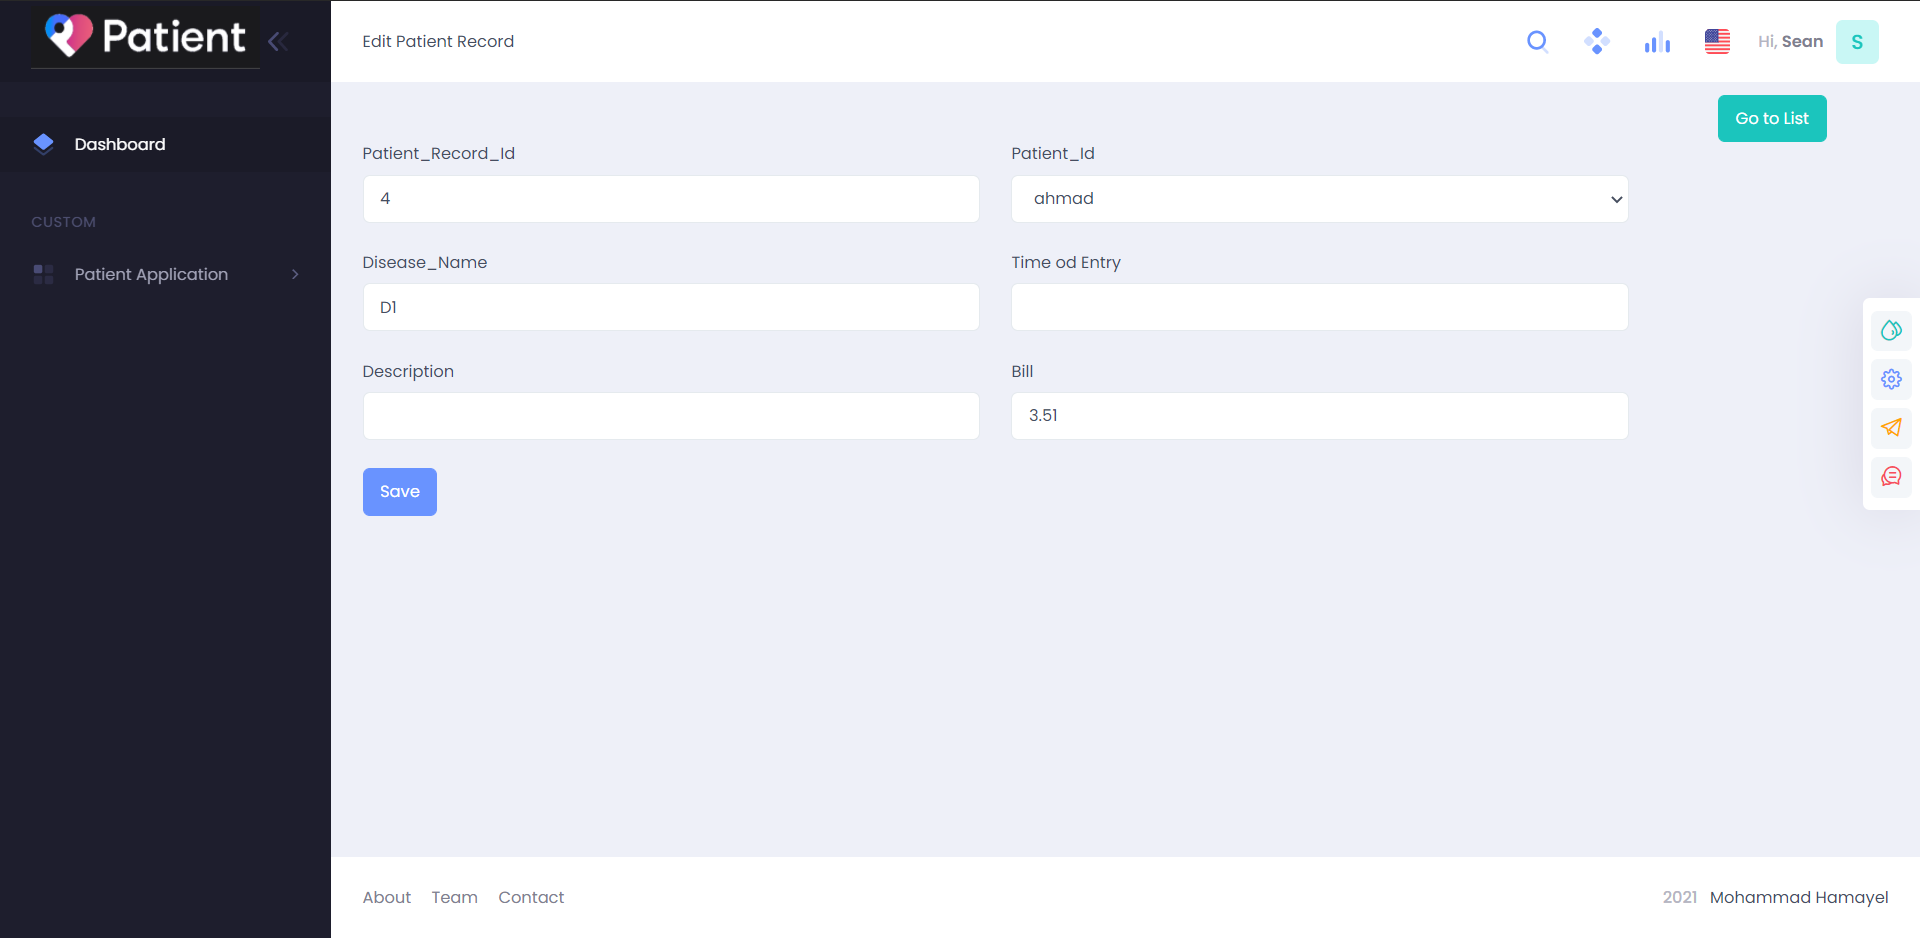 Patient
Edit Patient Record
Hi, Sean
S
Go to List
Dashboard
CUSTOM
Patient Application
Patient_Record_Id
Patient_Id
4
ahmad
Disease_Name
Time od Entry
D1
Description
Bill
3.51
Save
About Team Contact
2021 Mohammad Hamayel